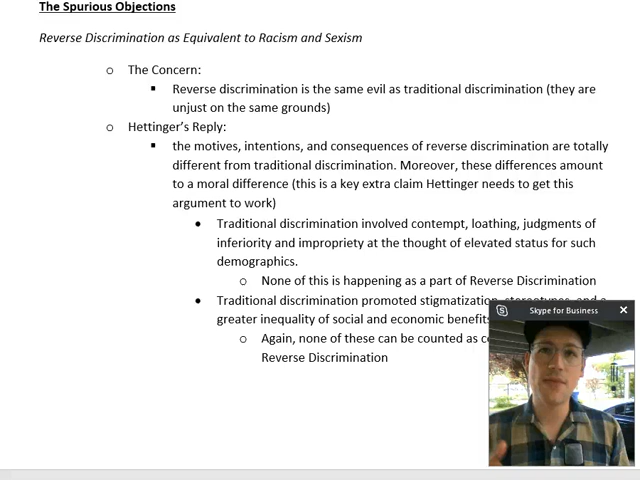 The Spurious Objections
Reverse Discrimination as Equivalent to Racism and Sexism
o The Concern:
▪ Reverse discrimination is the same evil as traditional discrimination (they are
unjust on the same grounds)
o Hettinger's Reply:
▪ the motives, intentions, and consequences of reverse discrimination are totally
different from traditional discrimination. Moreover, these differences amount
to a moral difference (this is a key extra claim Hettinger needs to get this
argument to work)
• Traditional discrimination involved contempt, loathing, judgments of
inferiority and impropriety at the thought of elevated status for such
demographics.
o None of this is happening as a part of Reverse Discrimination
• Traditional discrimination promoted stigmatization, stereotypes, and a
greater inequality of social and economic benefits
o Again, none of these can be counted as
Reverse Discrimination
Skype for Business